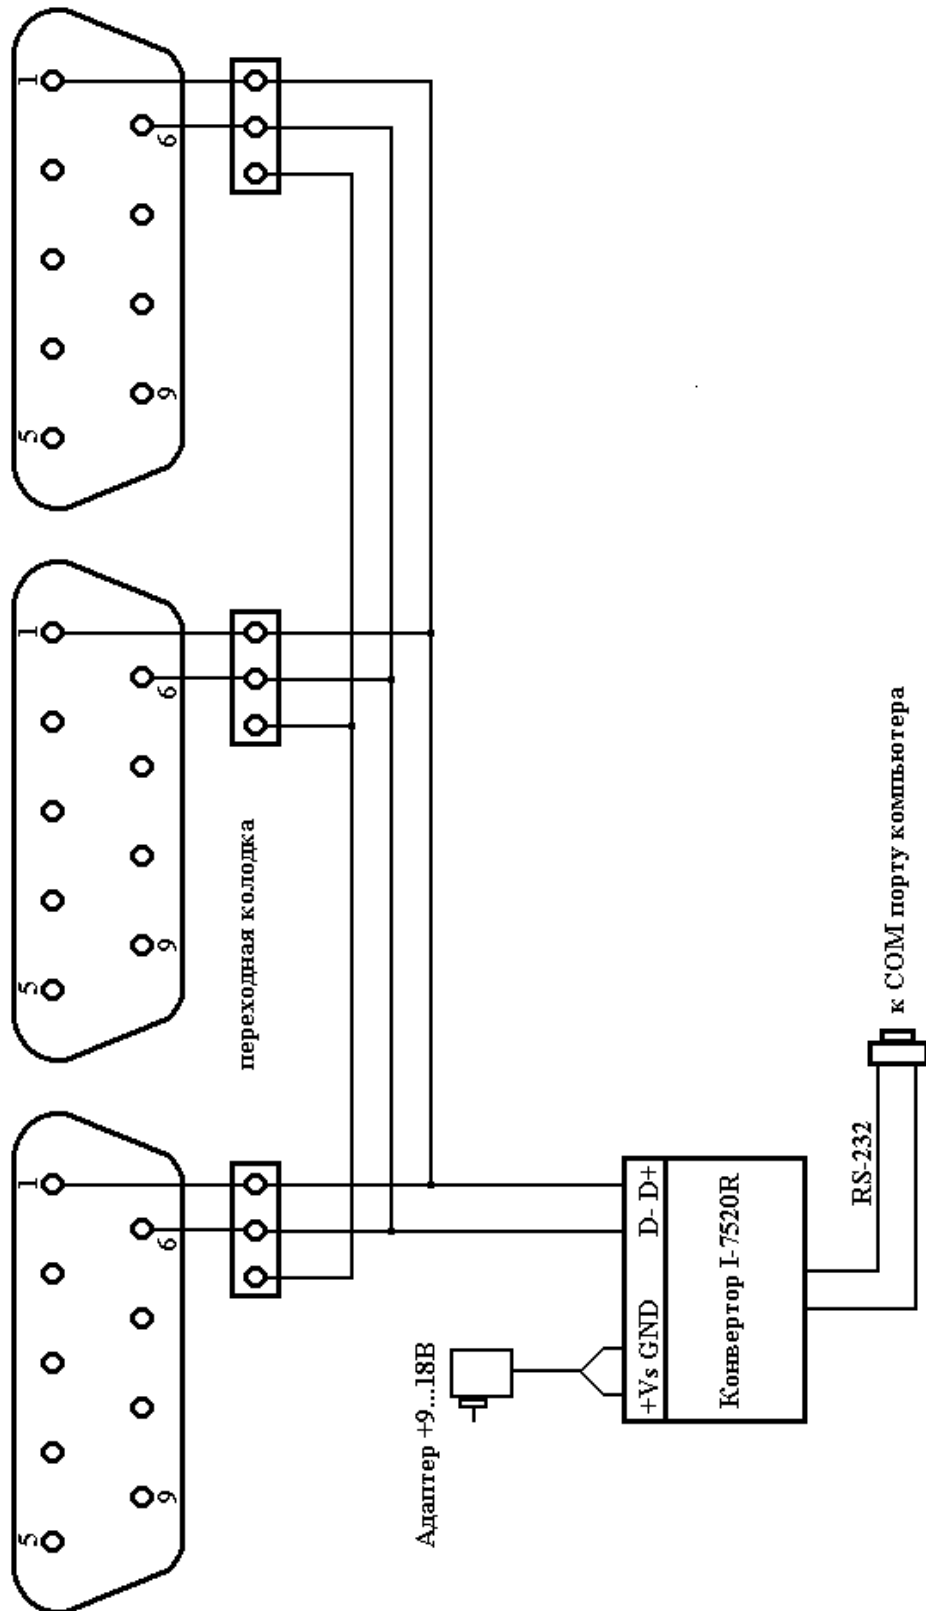 5 1 5 1 5 1
9 6 9 6 9 6
переходная колодка
Адаптер +9...18В
+Vs GND D- D+
Конвертор I-7520R
RS-232
к COM порту компьютера